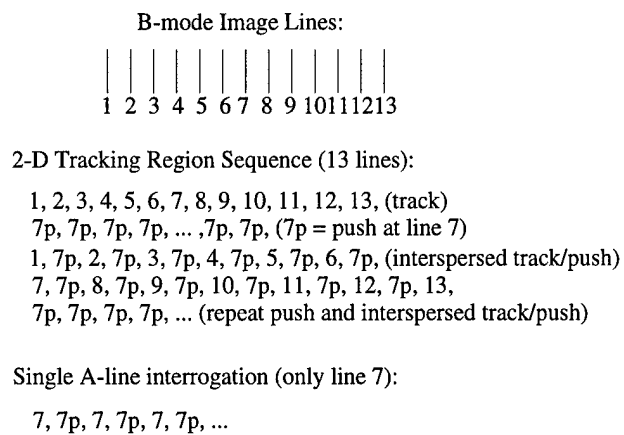 B-mode Image Lines:
1 2 3 4 5 6 7 8 9 10 11 12 13
2-D Tracking Region Sequence (13 lines):
1, 2, 3, 4, 5, 6, 7, 8, 9, 10, 11, 12, 13, (track)
7p, 7p, 7p, 7p, ... ,7p, 7p, (7p = push at line 7)
1, 7p, 2, 7p, 3, 7p, 4, 7p, 5, 7p, 6, 7p, (interspersed track/push)
7, 7p, 8, 7p, 9, 7p, 10, 7p, 11, 7p, 12, 7p, 13,
7p, 7p, 7p, 7p, ... (repeat push and interspersed track/push)
Single A-line interrogation (only line 7):
7, 7p, 7, 7p, 7, 7p, ...